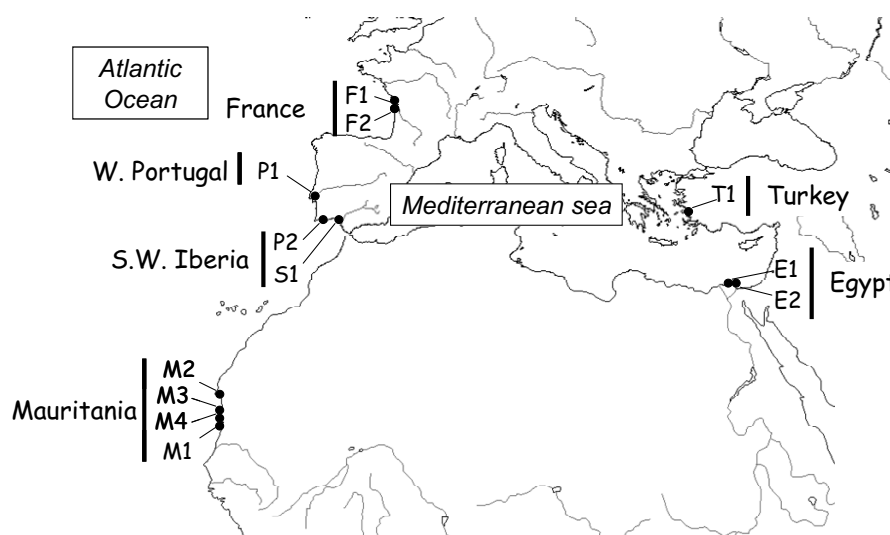 Atlantic
Ocean
France
F1
F2
W. Portugal
P1
Mediterranean sea
T1
Turkey
S.W. Iberia
P2
S1
E1
E2
Egypt
Mauritania
M2
M3
M4
M1